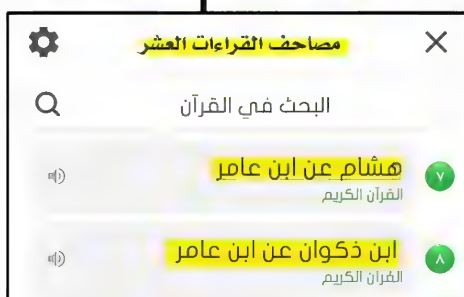 مصاحف القراءات العشر
البحث في القرآن
هشام عن ابن عامر
القرآن الكريم
٧
ابن ذكوان عن ابن عامر
القرآن الكريم
٨